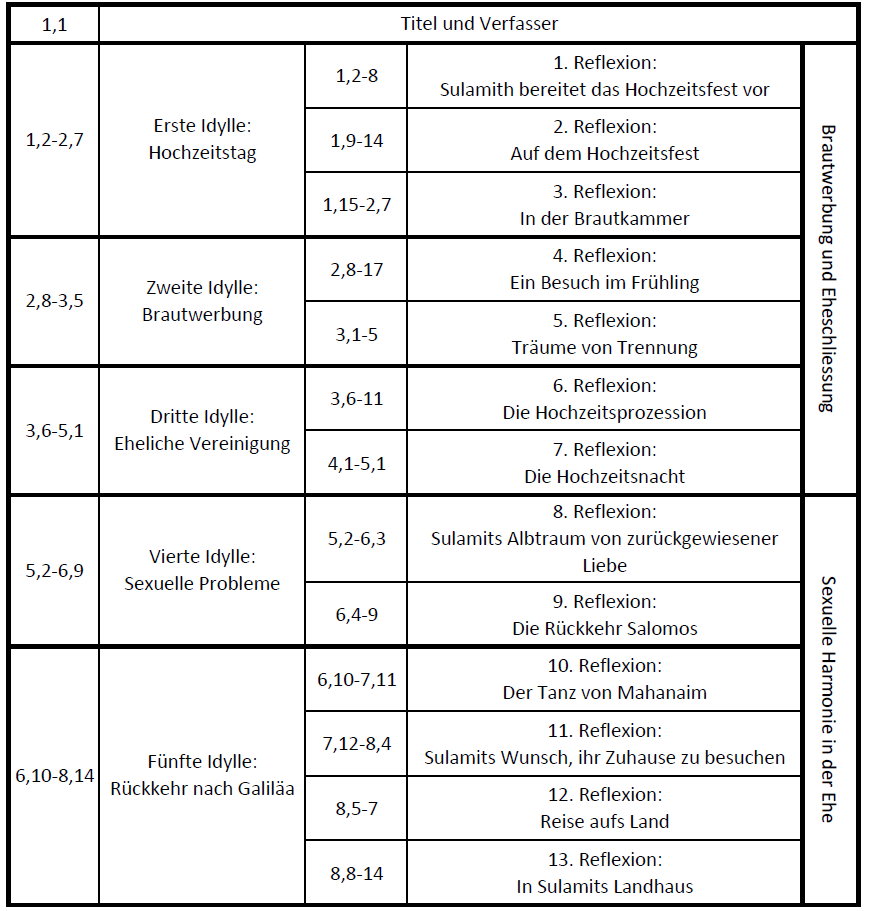 1,1
Titel und Verfasser
1,2-2,7
Erste Idylle:
Hochzeitstag
1,2-8
1. Reflexion:
Sulamith bereitet das Hochzeitsfest vor
1,9-14
2. Reflexion:
Auf dem Hochzeitsfest
1,15-2,7
3. Reflexion:
In der Brautkammer
2,8-3,5
Zweite Idylle:
Brautwerbung
2,8-17
4. Reflexion:
Ein Besuch im Frühling
3,1-5
5. Reflexion:
Träume von Trennung
3,6-5,1
Dritte Idylle:
Eheliche Vereinigung
3,6-11
6. Reflexion:
Die Hochzeitsprozession
4,1-5,1
7. Reflexion:
Die Hochzeitsnacht
Brautwerbung und Eheschliessung
5,2-6,9
Vierte Idylle:
Sexuelle Probleme
5,2-6,3
8. Reflexion:
Sulamits Albtraum von zurückgewiesener
Liebe
6,4-9
9. Reflexion:
Die Rückkehr Salomos
6,10-8,14
Fünfte Idylle:
Rückkehr nach Galiläa
6,10-7,11
10. Reflexion:
Der Tanz von Mahanaim
7,12-8,4
11. Reflexion:
Sulamits Wunsch, ihr Zuhause zu besuchen
8,5-7
12. Reflexion:
Reise aufs Land
8,8-14
13. Reflexion:
In Sulamits Landhaus
Sexuelle Harmonie in der Ehe